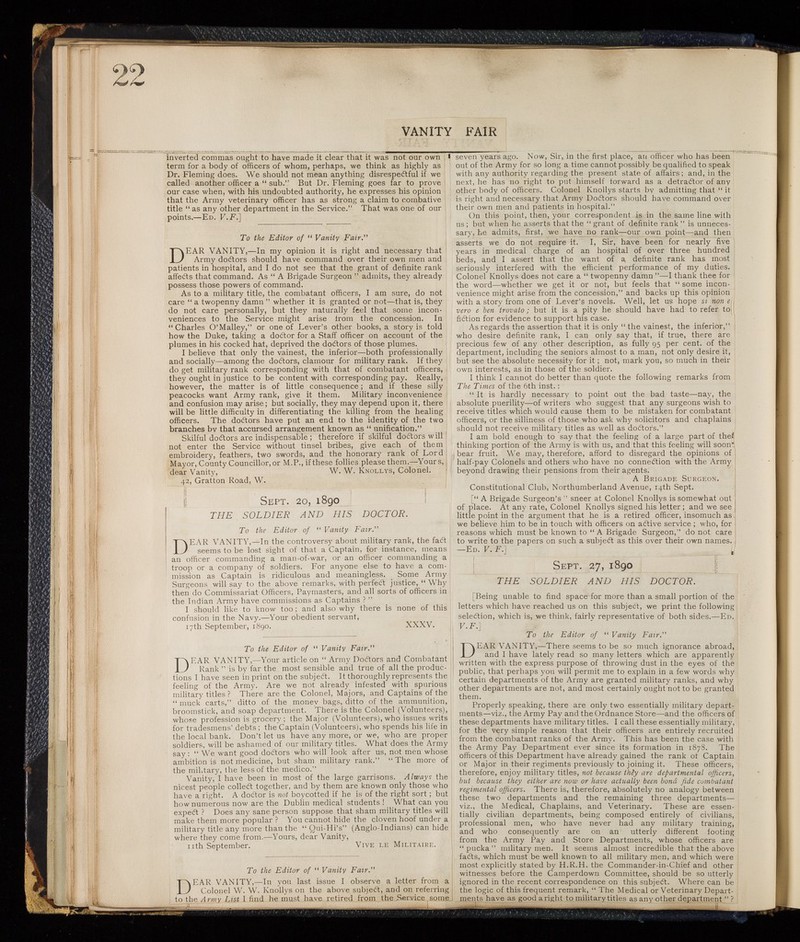 22
VANITY FAIR
inverted commas ought to have made it clear that it was not our own
term for a body of officers of whom, perhaps, we think as highly as
Dr. Fleming does. We should not mean anything disrespectful if we
called another officer a “sub.” But Dr. Fleming goes far to prove
our case when, with his undoubted authority, he expresses his opinion
that the Army veterinary officer has as strong a claim to combative
title “as any other department in the Service.” That was one of our
points.—ED. V.F.]
To the Editor of “Vanity Fair.”
DEAR VANITY,—In my opinion it is right and necessary that
Army doctors should have command over their own men and
patients in hospital, and I do not see that the grant of definite rank
affects that command. As “A Brigade Surgeon” admits, they already
possess those powers of command.
As to a military title, the combatant officers, I am sure, do not
care “a twopenny damn” whether it is granted or not—that is, they
do not care personally, but they naturally feel that some incon-
veniences to the Service might arise from the concession. In
“Charles O'Malley,” or one of Lever's other books, a story is told
how the Duke, taking a doctor for a Staff officer on account of the
plumes in his cocked hat, deprived the doctors of those plumes.
I believe that only the vainest, the inferior—both professionally
and socially—among the doctors, clamour for military rank. If they
do get military rank corresponding with that of combatant officers,
they ought in justice to be content with corresponding pay. Really,
however, the matter is of little consequence; and if these silly
peacocks want Army rank, give it them. Military inconvenience
and confusion may arise; but socially, they may depend upon it, there
will be little difficulty in differentiating the killing from the healing
officers. The doctors have put an end to the identity of the two
branches by that accursed arrangement known as “unification.”
Skilful doctors are indispensable; therefore if skilful doctors will
not enter the Service without tinsel bribes, give each of them
embroidery, feathers, two swords, and the honorary rank of Lord
Mayor, County Councillor, or M.P., if these follies please them.—Yours,
dear Vanity, W. W. KNOLLYS, Colonel.
42, Gratton Road, W.
SEPT. 20, 1890
THE SOLDIER AND HIS DOCTOR.
To the Editor of “Vanity Fair.”
DEAR VANITY,—In the controversy about military rank, the fact
seems to be lost sight of that a Captain, for instance, means
an officer commanding a man-of-war, or an officer commanding a
troop or a company of soldiers. For anyone else to have a com-
mission as Captain is ridiculous and meaningless. Some Army
Surgeons will say to the above remarks, with perfect justice, “Why
then do Commissariat Officers, Paymasters, and all sorts of officers in
the Indian Army have commissions as Captains?”
I should like to know too; and also why there is none of this
confusion in the Navy.—Your obedient servant,
17th September, 1890. XXXV.
To the Editor of “Vanity Fair.”
DEAR VANITY,—Your article on “Army Doctors and Combatant
Rank” is by far the most sensible and true of all the produc-
tions I have seen in print on the subject. It thoroughly represents the
feeling of the Army. Are we not already infested with spurious
military titles? There are the Colonel, Majors, and Captains of the
“muck carts,” ditto of the money bags, ditto of the ammunition,
broomstick, and soap department. There is the Colonel (Volunteers),
whose profession is grocery; the Major (Volunteers), who issues writs
for tradesmens' debts; the Captain (Volunteers), who spends his life in
the local bank. Don't let us have any more, or we, who are proper
soldiers, will be ashamed of our military titles. What does the Army
say: “We want good doctors who will look after us, not men whose
ambition is not medicine, but sham military rank.” “The more of
the military, the less of the medico.”
Vanity, I have been in most of the large garrisons. Always the
nicest people collect together, and by them are known only those who
have a right. A doctor is not boycotted if he is of the right sort; but
how numerous now are the Dublin medical students! What can you
expect? Does any sane person suppose that sham military titles will
make them more popular? You cannot hide the cloven hoof under a
military title any more than the “Qui-Hi's” (Anglo-Indians) can hide
where they come from.—Yours, dear Vanity,
11th September. VIVE LE MILITAIRE.
To the Editor of “Vanity Fair.”
DEAR VANITY,—In you last issue I observe a letter from a
Colonel W. W. Knollys on the above subject, and on referring
to the Army List I find he must have retired from the Service some
seven years ago. Now, Sir, in the first place, an officer who has been
out of the Army for so long a time cannot possibly be qualified to speak
with any authority regarding the present state of affairs; and, in the
next, he has no right to put himself forward as a detractor of any
other body of officers. Colonel Knollys starts by admitting that “it
is right and necessary that Army Doctors should have command over
their own men and patients in hospital.”
On this point, then, your correspondent is in the same line with
us; but when he asserts that the “grant of definite rank” is unneces-
sary, he admits, first, we have no rank—our own point—and then
asserts we do not require it. I, Sir, have been for nearly five
years in medical charge of an hospital of over three hundred
beds, and I assert that the want of a definite rank has most
seriously interfered with the efficient performance of my duties.
Colonel Knollys does not care a “twopenny damn”—I thank thee for
the word—whether we get it or not, but feels that “some incon-
venience might arise from the concession,” and backs up this opinion
with a story from one of Lever's novels. Well, let us hope si non e
vero e ben trovato; but it is a pity he should have had to refer to
fiction for evidence to support his case.
As regards the assertion that it is only “the vainest, the inferior,”
who desire definite rank, I can only say that, if true, there are
precious few of any other description, as fully 95 per cent. of the
department, including the seniors almost to a man, not only desire it,
but see the absolute necessity for it; not, mark you, so much in their
own interests, as in those of the soldier.
I think I cannot do better than quote the following remarks from
The Times of the 6th inst.:
“It is hardly necessary to point out the bad taste—nay, the
absolute puerility—of writers who suggest that any surgeons wish to
receive titles which would cause them to be mistaken for combatant
officers, or the silliness of those who ask why solicitors and chaplains
should not receive military titles as well as doctors.”
I am bold enough to say that the feeling of a large part of the
thinking portion of the Army is with us, and that this feeling will soon
bear fruit. We may, therefore, afford to disregard the opinions of
half-pay Colonels and others who have no connection with the Army
beyond drawing their pensions from their agents.
A BRIGADE SURGEON.
Constitutional Club, Northumberland Avenue, 14th Sept.
[“A Brigade Surgeon's” sneer at Colonel Knollys is somewhat out
of place. At any rate, Colonel Knollys signed his letter; and we see
little point in the argument that he is a retired officer, insomuch as
we believe him to be in touch with officers on active service; who, for
reasons which must be known to “A Brigade Surgeon,” do not care
to write to the papers on such a subject as this over their own names.
—ED. V. F.]
SEPT. 27, 1890
THE SOLDIER AND HIS DOCTOR.
[Being unable to find space for more than a small portion of the
letters which have reached us on this subject, we print the following
selection, which is, we think, fairly representative of both sides.—ED.
V.F.]
To the Editor of “Vanity Fair.”
DEAR VANITY,—There seems to be so much ignorance abroad,
and I have lately read so many letters which are apparently
written with the express purpose of throwing dust in the eyes of the
public, that perhaps you will permit me to explain in a few words why
certain departments of the Army are granted military ranks, and why
other departments are not, and most certainly ought not to be granted
them.
Properly speaking, there are only two essentially military depart-
ments—viz., the Army Pay and the Ordnance Store—and the officers of
these departments have military titles. I call these essentially military,
for the very simple reason that their officers are entirely recruited
from the combatant ranks of the Army. This has been the case with
the Army Pay Department ever since its formation in 1878. The
officers of this Department have already gained the rank of Captain
or Major in their regiments previously to joining it. These officers,
therefore, enjoy military titles, not because they are departmental officers,
but because they either are now or have actually been bonâ fide combatant
regimental officers. There is, therefore, absolutely no analogy between
these two departments and the remaining three departments—
viz., the Medical, Chaplains, and Veterinary. These are essen-
tially civilian departments, being composed entirely of civilians,
professional men, who have never had any military training,
and who consequently are on an utterly different footing
from the Army Pay and Store Departments, whose officers are
“pucka” military men. It seems almost incredible that the above
facts, which must be well known to all military men, and which were
most explicitly stated by H.R.H. the Commander-in-Chief and other
witnesses before the Camperdown Committee, should be so utterly
ignored in the recent correspondence on this subject. Where can be
the logic of this frequent remark, “The Medical or Veterinary Depart-
ments have as good a right to military titles as any other department”?